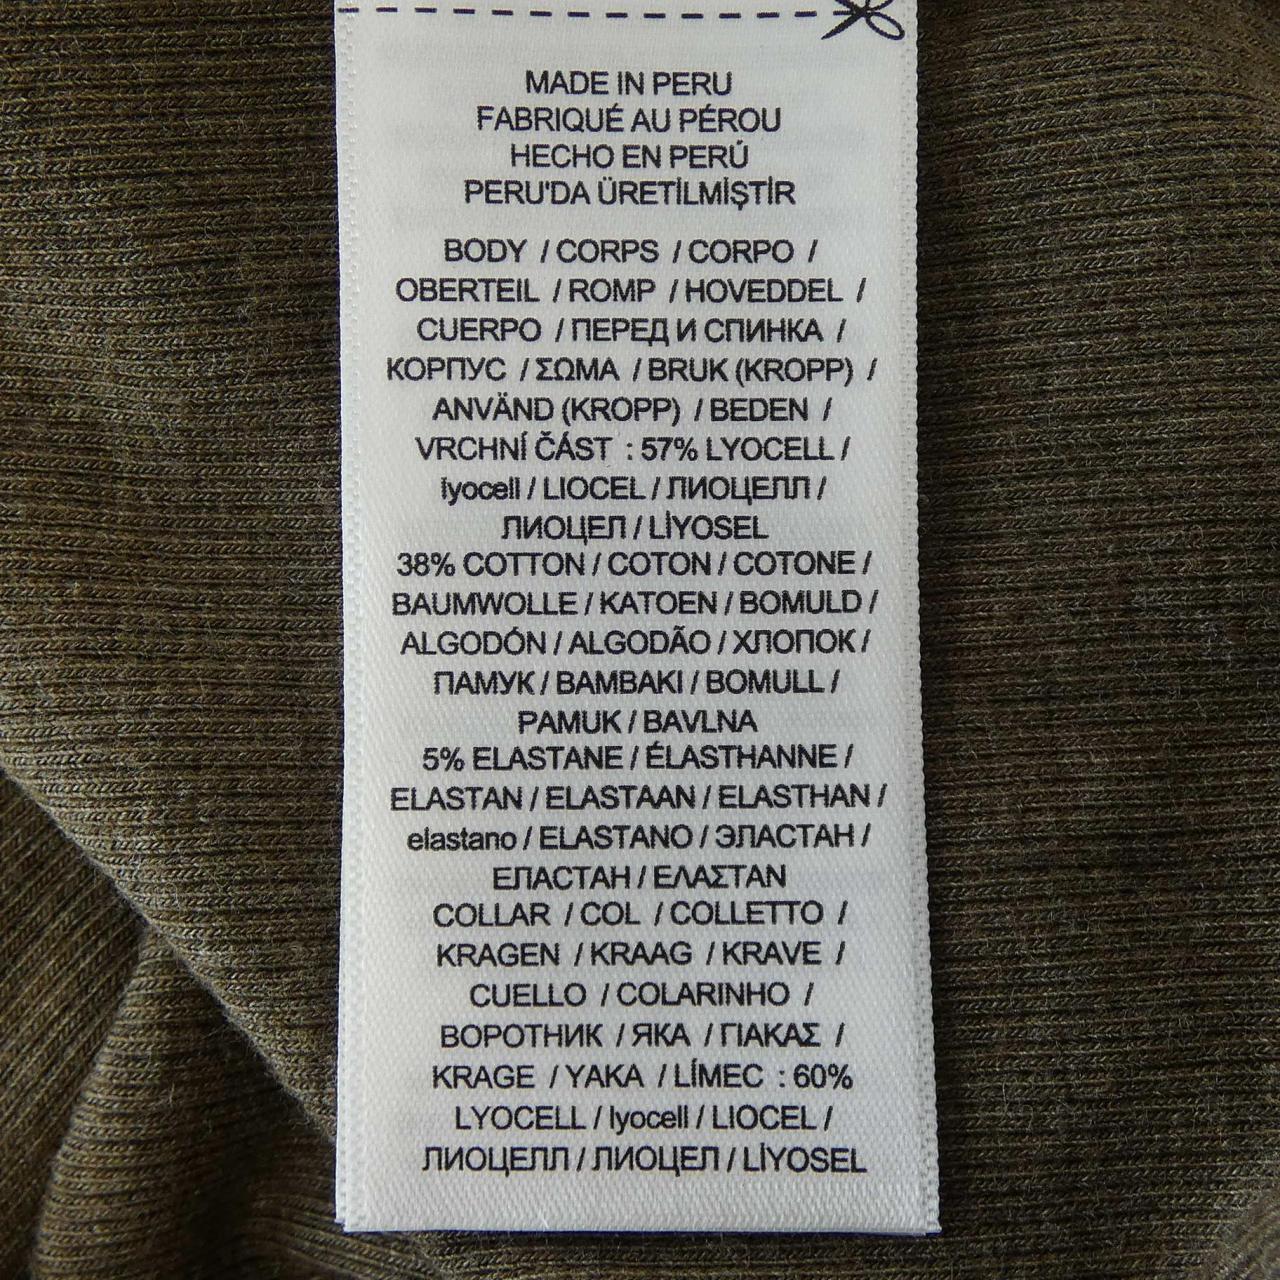 MADE IN PERU
FABRIQUÉ AU PÉROU
HECHO EN PERÚ
PERU'DA ÜRETİLMİŞTİR
BODY / CORPS / CORPO /
OBERTEIL / ROMP / HOVEDDEL /
CUERPO / ПЕРЕД И СПИНКА /
КОРПУС / ΣΩΜΑ / BRUK (KROPP) /
ANVÄND (KROPP) / BEDEN /
VRCHNÍ ČÁST : 57% LYOCELL /
lyocell / LIOCEL / ЛИОЦЕЛЛ /
ЛИОЦЕЛ / LİYOSEL
38% COTTON / COTON / COTONE /
BAUMWOLLE / KATOEN / BOMULD /
ALGODÓN / ALGODÃO / ХЛОПОК /
ПАМУК / BAMBAKI / BOMULL /
PAMUK / BAVLNA
5% ELASTANE / ÉLASTHANNE /
ELASTAN / ELASTAAN / ELASTHAN /
elastano / ELASTANO / ЭЛАСТАН /
ЕЛАСТАН / ΕΛΑΣΤΑΝ
COLLAR / COL / COLLETTO /
KRAGEN / KRAAG / KRAVE /
CUELLO / COLARINHO /
ВОРОТНИК / ЯКА / ΓΙΑΚΑΣ /
KRAGE / YAKA / LÍMEC : 60%
LYOCELL / lyocell / LIOCEL /
ЛИОЦЕЛЛ / ЛИОЦЕЛ / LİYOSEL